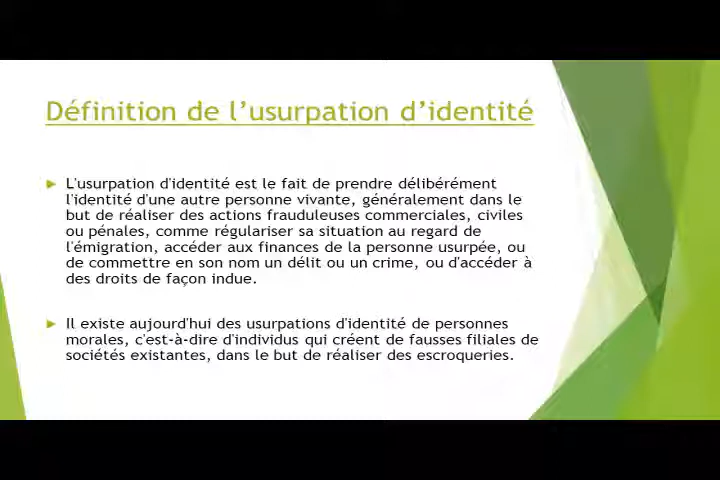 Définition de l’usurpation d’identité
L'usurpation d'identité est le fait de prendre délibérément
l'identité d'une autre personne vivante, généralement dans le
but de réaliser des actions frauduleuses commerciales, civiles
ou pénales, comme régulariser sa situation au regard de
l'émigration, accéder aux finances de la personne usurpée, ou
de commettre en son nom un délit ou un crime, ou d'accéder à
des droits de façon indue.
Il existe aujourd'hui des usurpations d'identité de personnes
morales, c'est-à-dire d'individus qui créent de fausses filiales de
sociétés existantes, dans le but de réaliser des escroqueries.